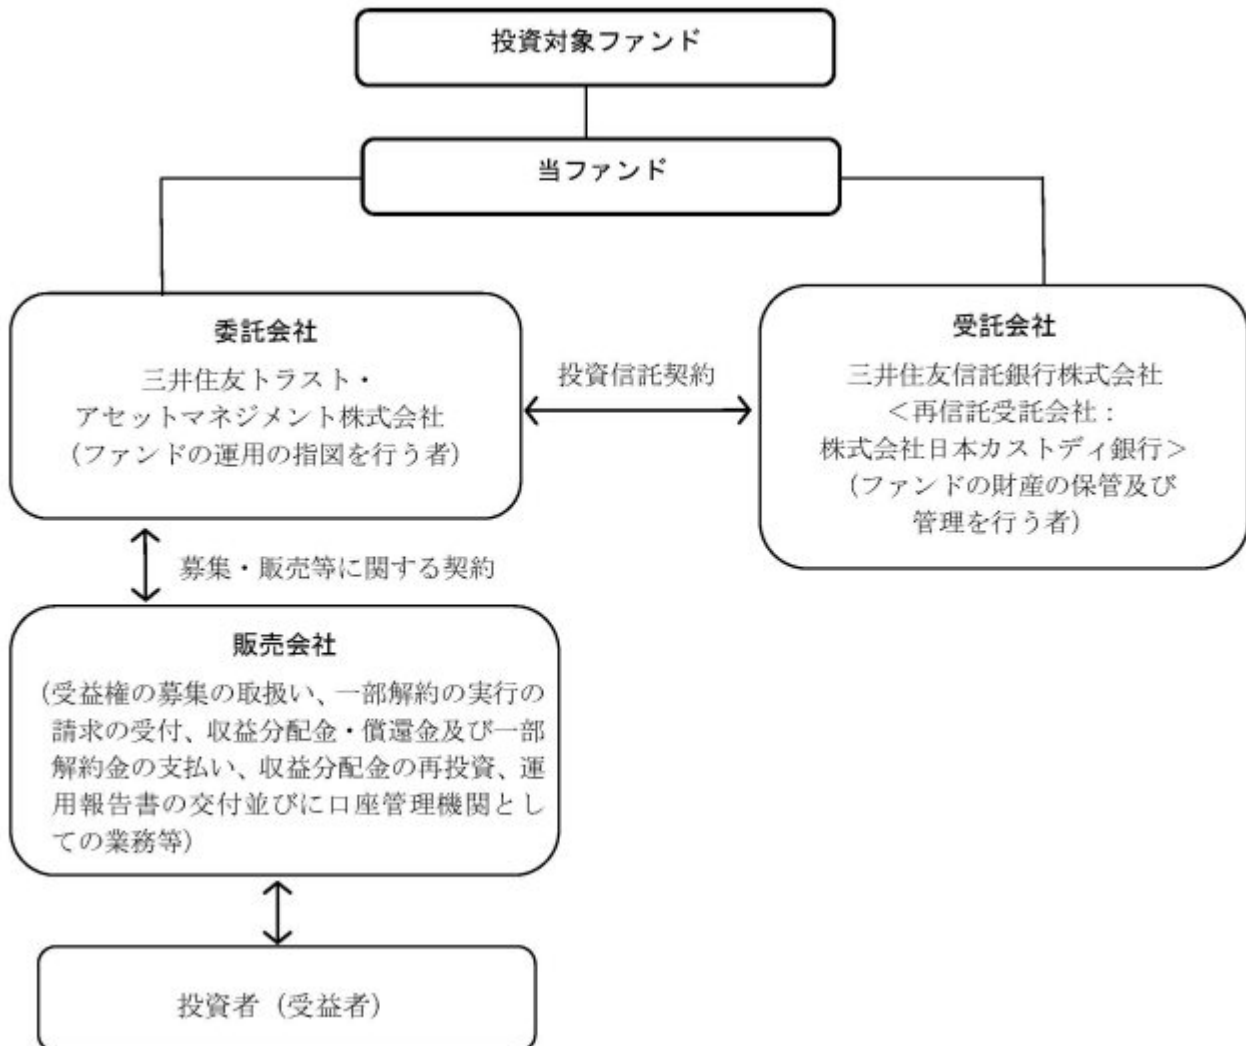 投資対象ファンド
当ファンド
委託会社
三井住友トラスト・
アセットマネジメント株式会社
(ファンドの運用の指図を行う者)
投資信託契約
受託会社
三井住友信託銀行株式会社
<再信託受託会社:
株式会社日本カストディ銀行>
(ファンドの財産の保管及び
管理を行う者)
募集・販売等に関する契約
販売会社
(受益権の募集の取扱い、一部解約の実行の
請求の受付、収益分配金・償還金及び一部
解約金の支払い、収益分配金の再投資、運
用報告書の交付並びに口座管理機関とし
ての業務等)
投資者(受益者)